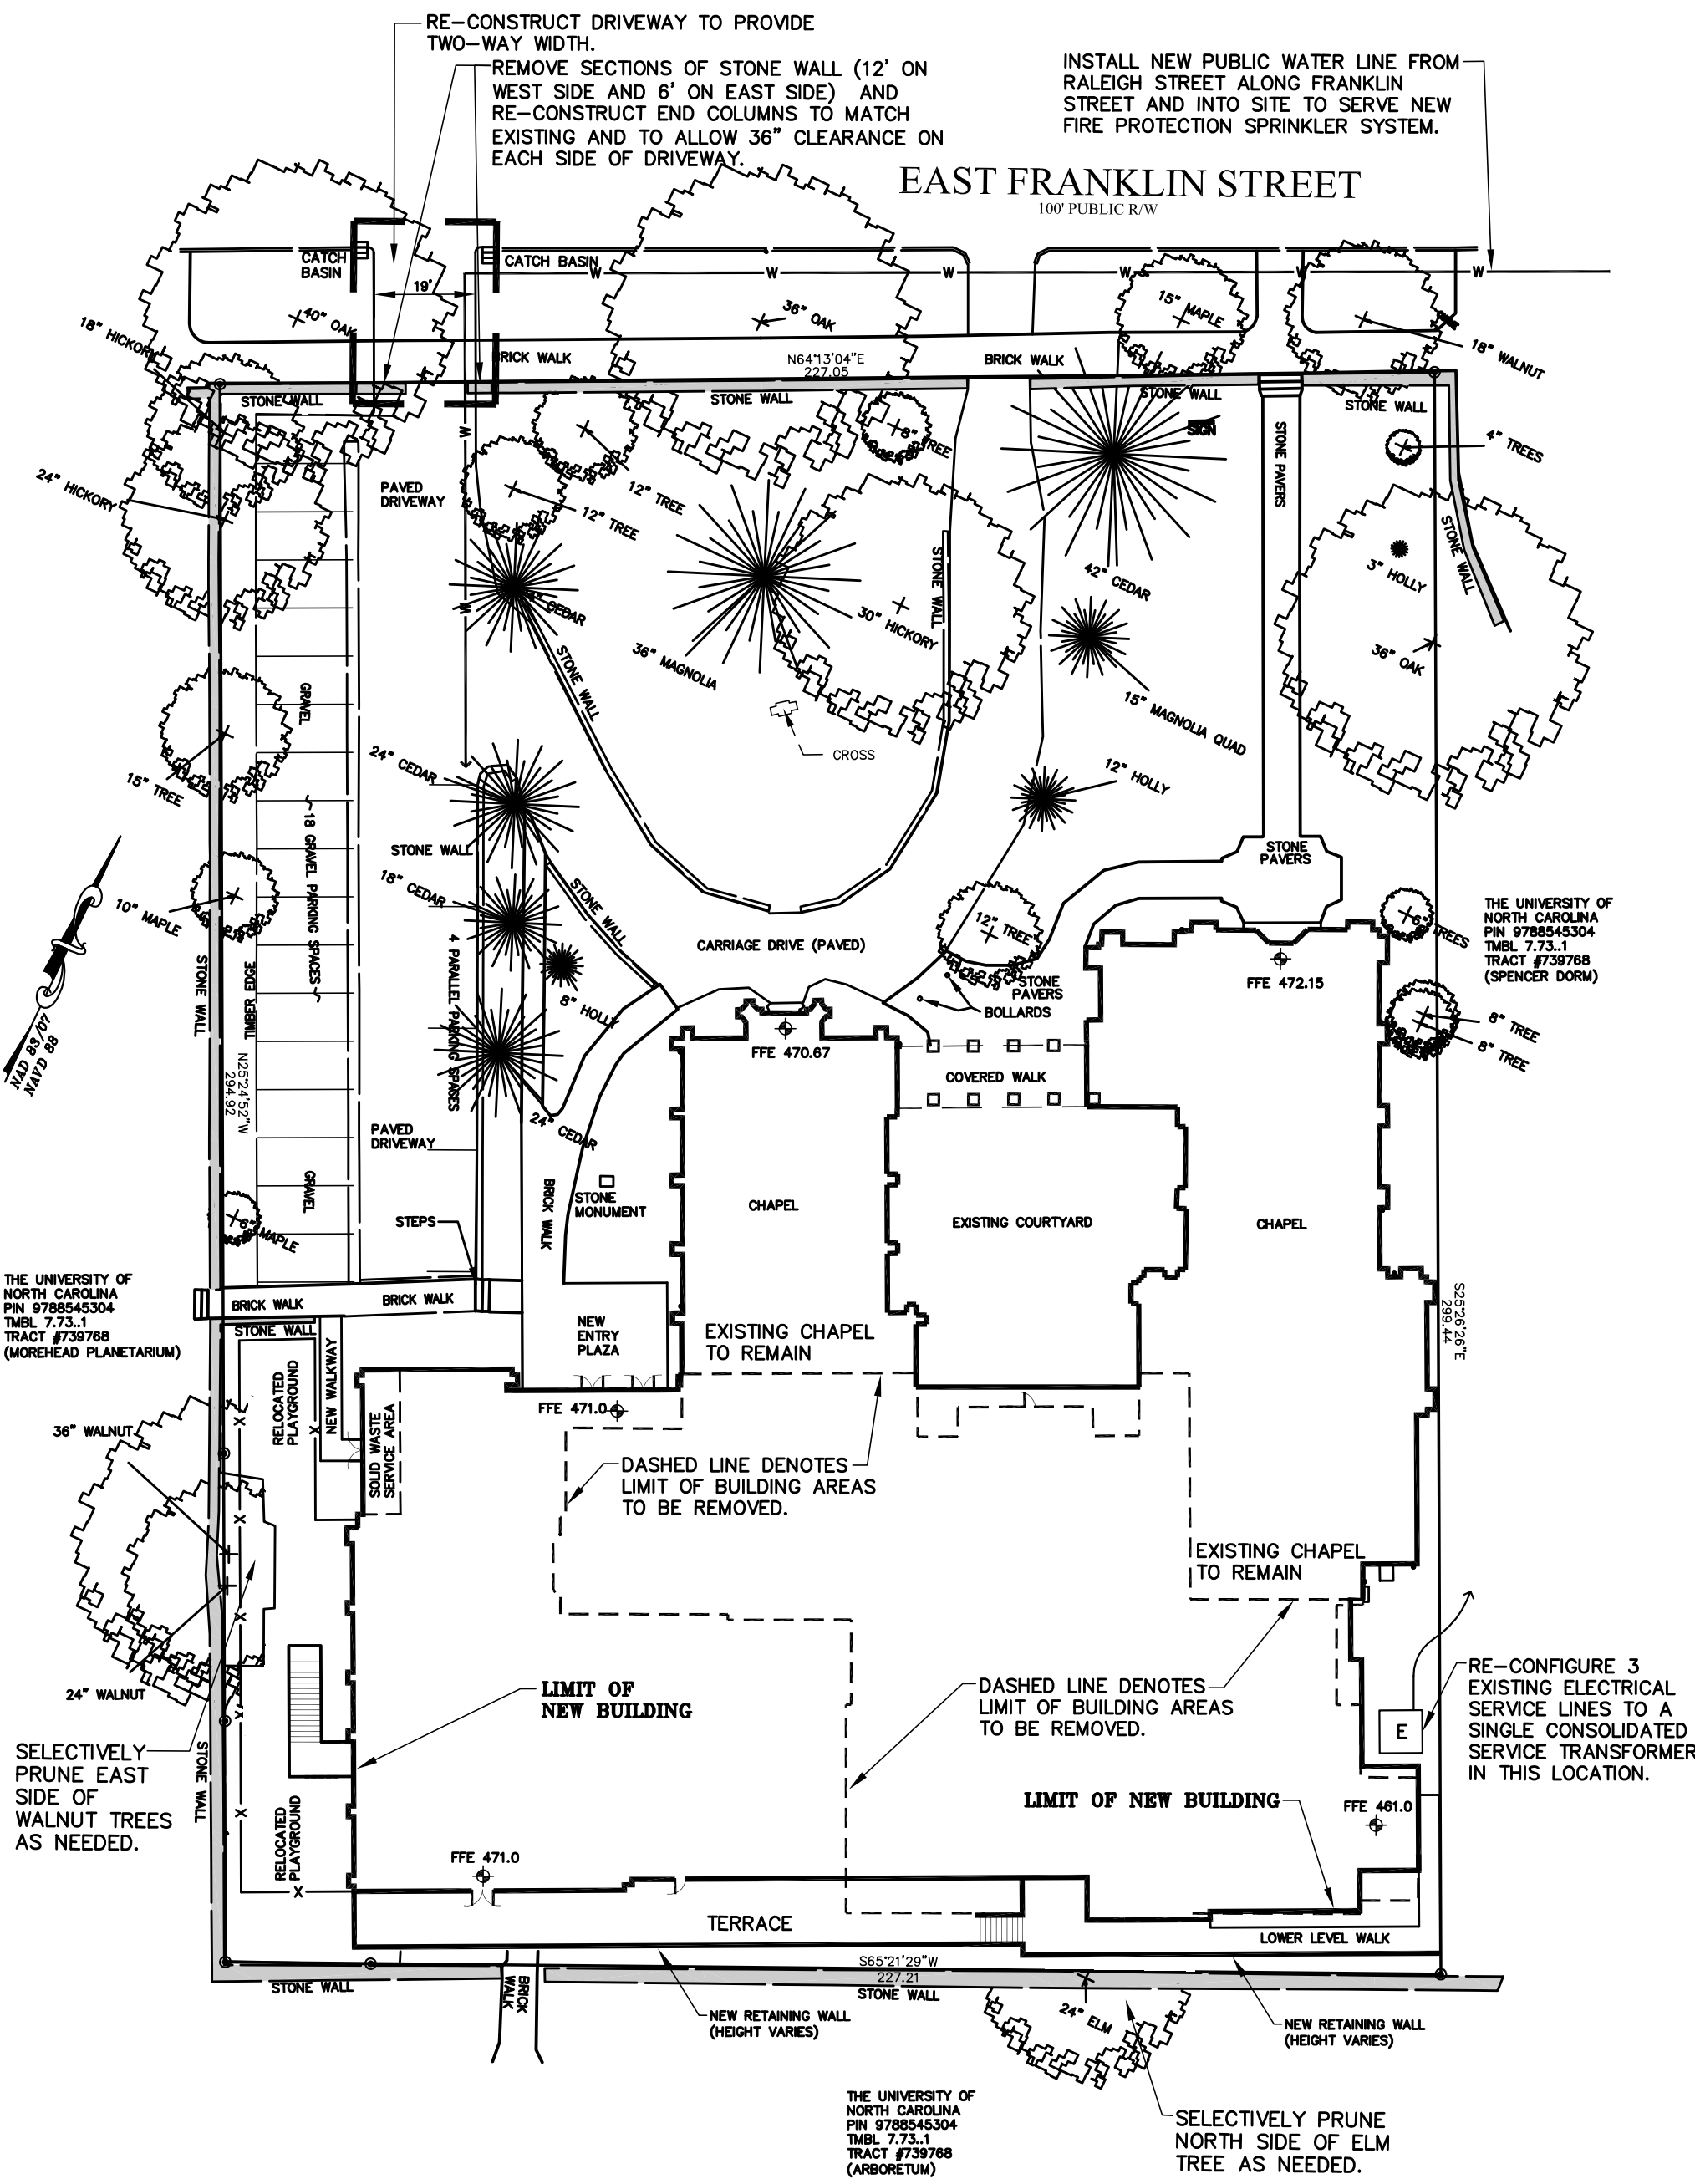 RE-CONSTRUCT DRIVEWAY TO PROVIDE
TWO-WAY WIDTH.
REMOVE SECTIONS OF STONE WALL (12' ON
WEST SIDE AND 6' ON EAST SIDE) AND
RE-CONSTRUCT END COLUMNS TO MATCH
EXISTING AND TO ALLOW 36" CLEARANCE ON
EACH SIDE OF DRIVEWAY.
INSTALL NEW PUBLIC WATER LINE FROM
RALEIGH STREET ALONG FRANKLIN
STREET AND INTO SITE TO SERVE NEW
FIRE PROTECTION SPRINKLER SYSTEM.
EAST FRANKLIN STREET
100' PUBLIC R/W
CATCH
BASIN
CATCH BASIN
W
W
W
W
W
W
19'
40" OAK
36" OAK
15" MAPLE
18" WALNUT
18" HICKORY
BRICK WALK
N64°13'04"E
227.05
BRICK WALK
STONE WALL
STONE WALL
STONE WALL
STONE WALL
W
W
8" TREE
SIGN
STONE PAVERS
4" TREES
24" HICKORY
PAVED
DRIVEWAY
12" TREE
12" TREE
STONE WALL
STONE WALL
42" CEDAR
3" HOLLY
36" OAK
CEDAR
30" HICKORY
36" MAGNOLIA
STONE WALL
15" MAGNOLIA QUAD
CROSS
GRAVEL
15" TREE
24" CEDAR
12" HOLLY
18 GRAVEL PARKING SPACES
STONE WALL
STONE
PAVERS
18" CEDAR
STONE WALL
10" MAPLE
12" TREE
6" TREES
THE UNIVERSITY OF
NORTH CAROLINA
PIN 9788545304
TMBL 7.73..1
TRACT #739768
(SPENCER DORM)
CARRIAGE DRIVE (PAVED)
4 PARALLEL PARKING SPASES
STONE WALL
TIMBER EDGE
8" HOLLY
STONE
PAVERS
BOLLARDS
FFE 472.15
8" TREE
8" TREE
NAD 83/07
NAVD 88
FFE 470.67
COVERED WALK
N25°24'52"W
294.92
PAVED
DRIVEWAY
24" CEDAR
GRAVEL
BRICK WALK
STONE
MONUMENT
CHAPEL
EXISTING COURTYARD
CHAPEL
STEPS
6" MAPLE
THE UNIVERSITY OF
NORTH CAROLINA
PIN 9788545304
TMBL 7.73..1
TRACT #739768
(MOREHEAD PLANETARIUM)
BRICK WALK
BRICK WALK
STONE WALL
NEW
ENTRY
PLAZA
EXISTING CHAPEL
TO REMAIN
S25°26'26"E
299.44
RELOCATED
PLAYGROUND
NEW WALKWAY
SOLID WASTE
SERVICE AREA
FFE 471.0
X
X
X
X
X
X
X
36" WALNUT
DASHED LINE DENOTES
LIMIT OF BUILDING AREAS
TO BE REMOVED.
EXISTING CHAPEL
TO REMAIN
24" WALNUT
LIMIT OF
NEW BUILDING
DASHED LINE DENOTES
LIMIT OF BUILDING AREAS
TO BE REMOVED.
E
RE-CONFIGURE 3
EXISTING ELECTRICAL
SERVICE LINES TO A
SINGLE CONSOLIDATED
SERVICE TRANSFORMER
IN THIS LOCATION.
SELECTIVELY
PRUNE EAST
SIDE OF
WALNUT TREES
AS NEEDED.
STONE WALL
RELOCATED
PLAYGROUND
LIMIT OF NEW BUILDING
FFE 461.0
FFE 471.0
TERRACE
LOWER LEVEL WALK
S65°21'29"W
227.21
STONE WALL
STONE WALL
BRICK
WALK
NEW RETAINING WALL
(HEIGHT VARIES)
24" ELM
NEW RETAINING WALL
(HEIGHT VARIES)
THE UNIVERSITY OF
NORTH CAROLINA
PIN 9788545304
TMBL 7.73..1
TRACT #739768
(ARBORETUM)
SELECTIVELY PRUNE
NORTH SIDE OF ELM
TREE AS NEEDED.